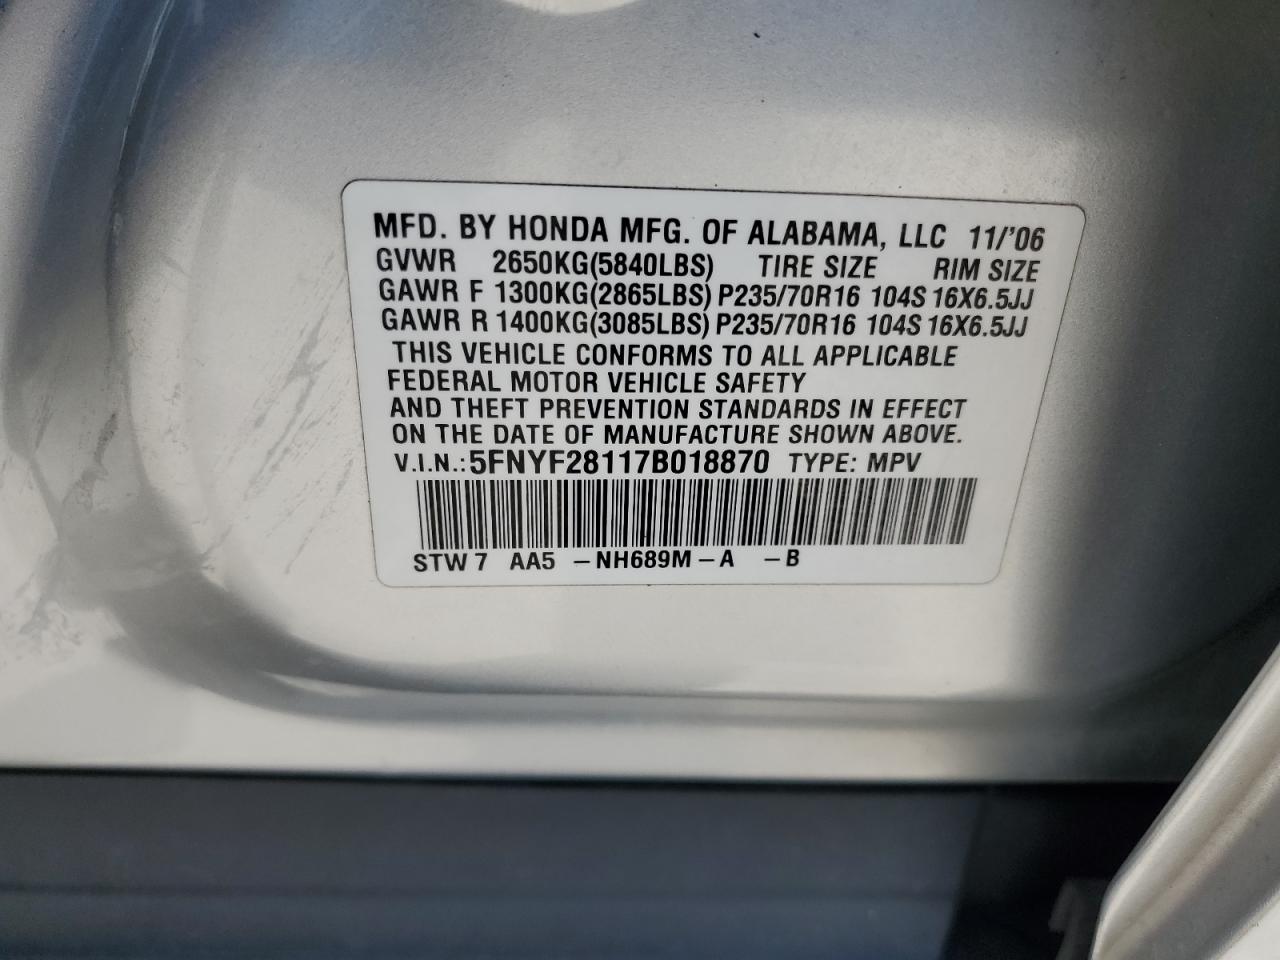 MFD. BY HONDA MFG. OF ALABAMA, LLC 11/'06
GVWR 2650KG(5840LBS) TIRE SIZE RIM SIZE
GAWR F 1300KG(2865LBS) P235/70R16 104S 16X6.5JJ
GAWR R 1400KG(3085LBS) P235/70R16 104S 16X6.5JJ
THIS VEHICLE CONFORMS TO ALL APPLICABLE
FEDERAL MOTOR VEHICLE SAFETY
AND THEFT PREVENTION STANDARDS IN EFFECT
ON THE DATE OF MANUFACTURE SHOWN ABOVE.
V.I.N.: 5FNYF28117B018870 TYPE: MPV
STW 7 AA5 -NH689M-A -B